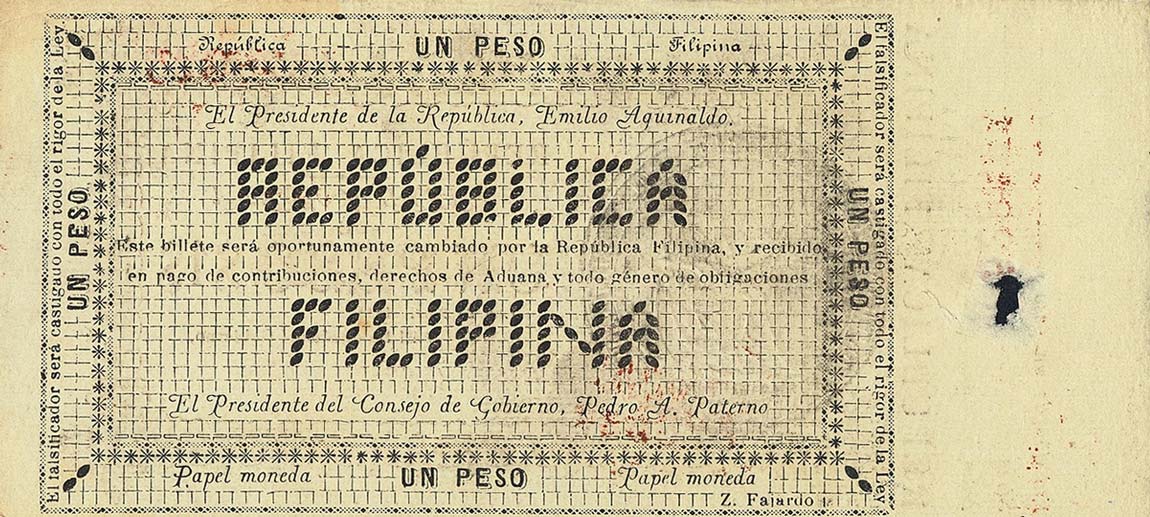 República UN PESO Filipina
El Presidente de la República, Emilio Aguinaldo.
REPÚBLICA
Este billete será oportunamente cambiado por la República Filipina, y recibido
en pago de contribuciones, derechos de Aduana y todo género de obligaciones
FILIPINA
El Presidente del Consejo de Gobierno, Pedro A. Paterno
Papel moneda UN PESO Papel moneda
Z. Fajardo
El falsificador será castigado con todo el rigor de la Ley
UN PESO
UN PESO
El falsificador será castigado con todo el rigor de la Ley